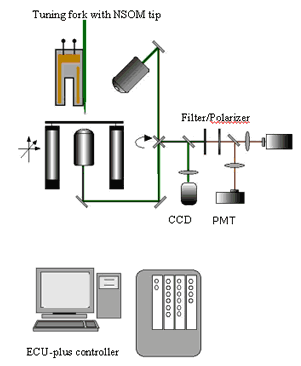 Tuning fork with NSOM tip
Filter/Polarizer
CCD
PMT
ECU-plus controller